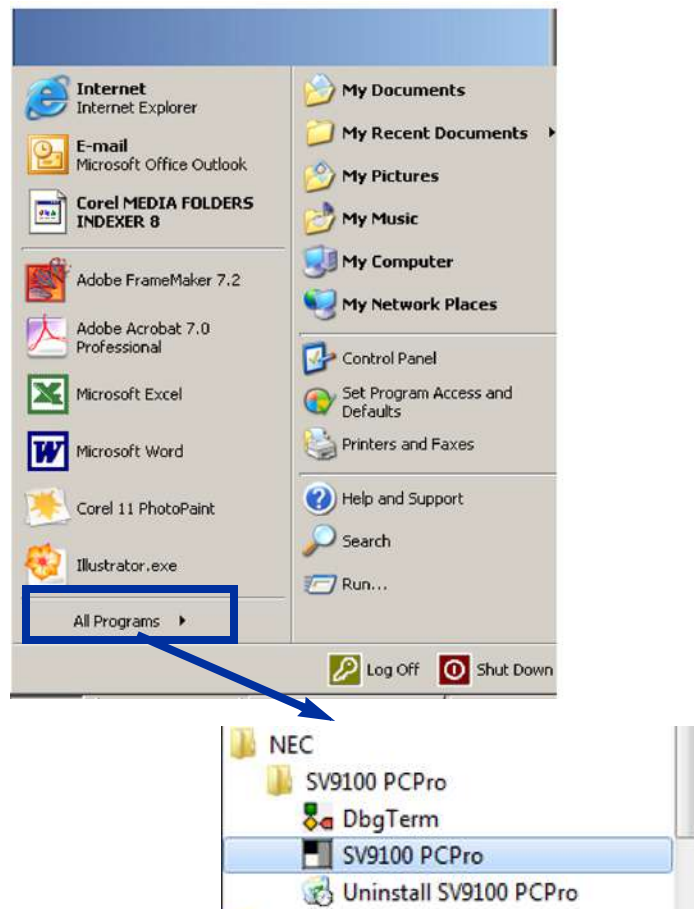 Internet
Internet Explorer
E-mail
Microsoft Office Outlook
Corel MEDIA FOLDERS
INDEXER 8
Adobe FrameMaker 7.2
Adobe Acrobat 7.0
Professional
Microsoft Excel
Microsoft Word
Corel 11 PhotoPaint
Illustrator.exe
All Programs
My Documents
My Recent Documents
My Pictures
My Music
My Computer
My Network Places
Control Panel
Set Program Access and
Defaults
Printers and Faxes
Help and Support
Search
Run...
Log Off
Shut Down
NEC
SV9100 PCPro
DbgTerm
SV9100 PCPro
Uninstall SV9100 PCPro